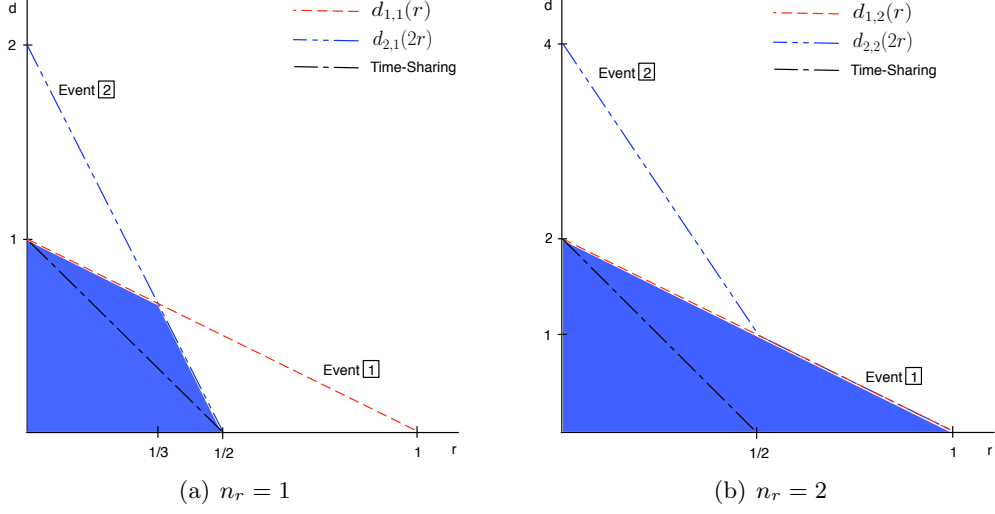 d
2
1
Event 2
Event 1
1/3
1/2
1
r
d_{1,1}(r)
d_{2,1}(2r)
Time-Sharing
(a) n_r = 1
d
4
2
1
Event 2
Event 1
1/2
1
r
d_{1,2}(r)
d_{2,2}(2r)
Time-Sharing
(b) n_r = 2